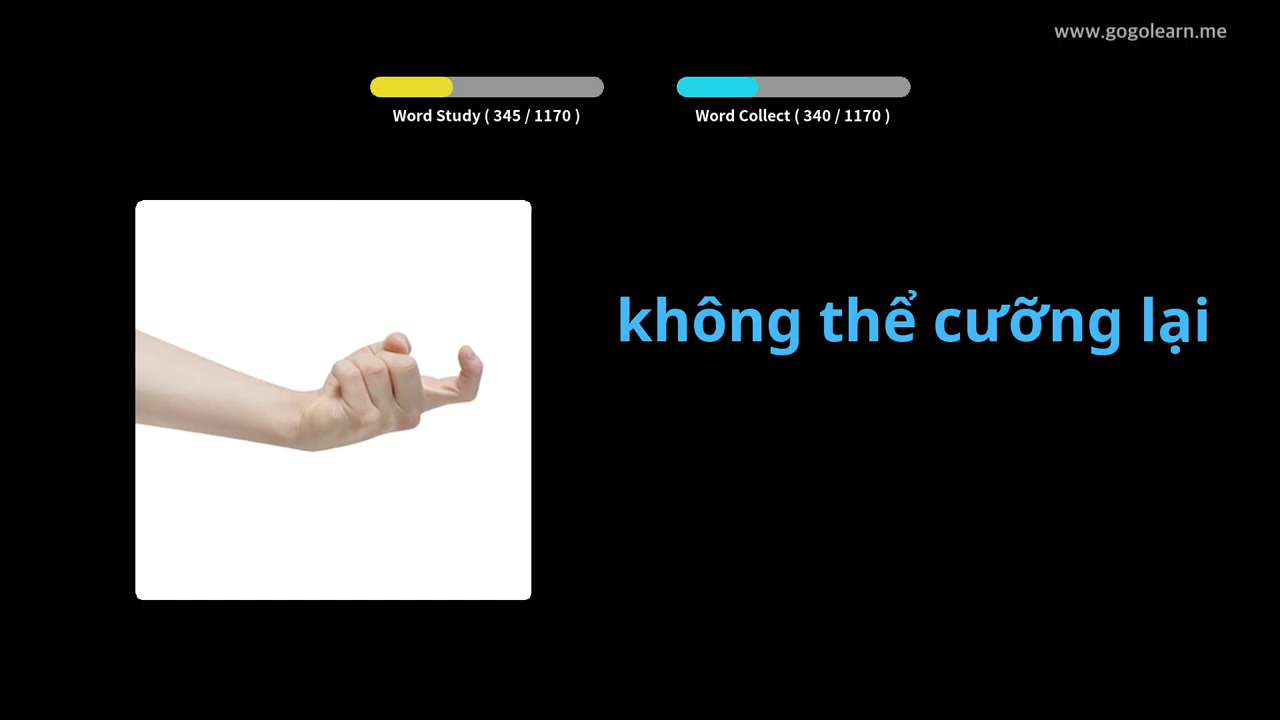 www.gogolearn.me
Word Study ( 345 / 1170 )
Word Collect ( 340 / 1170 )
không thể cưỡng lại